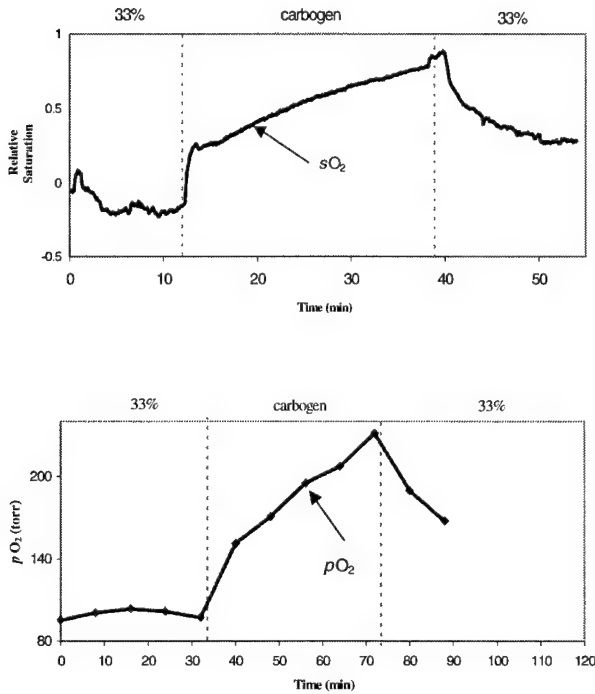 33% carbogen 33%
1
0.5
0
-0.5
Relative
Saturation
sO2
0 10 20 30 40 50
Time (min)
33% carbogen 33%
200
140
80
pO2 (torr)
pO2
0 10 20 30 40 50 60 70 80 90 100 110 120
Time (min)